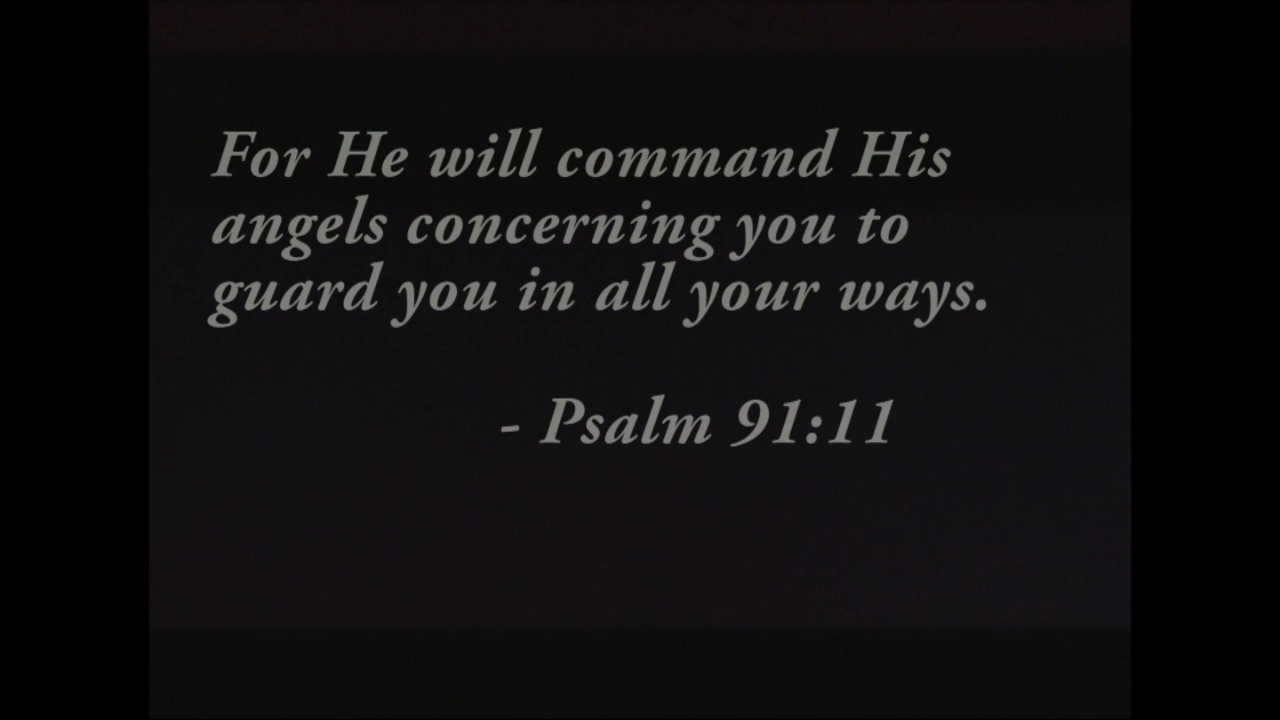 For He will command His
angels concerning you to
guard you in all your ways.
- Psalm 91:11